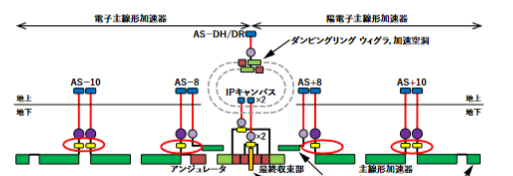 電子主線形加速器
陽電子主線形加速器
AS-DH/DR
ダンピングリング ウィグラ, 加速空洞
AS-10
AS-8
IPキャンパス
×2
AS+8
AS+10
地上
地下
地上
地下
×2
アンジュレータ
最終収束部
主線形加速器